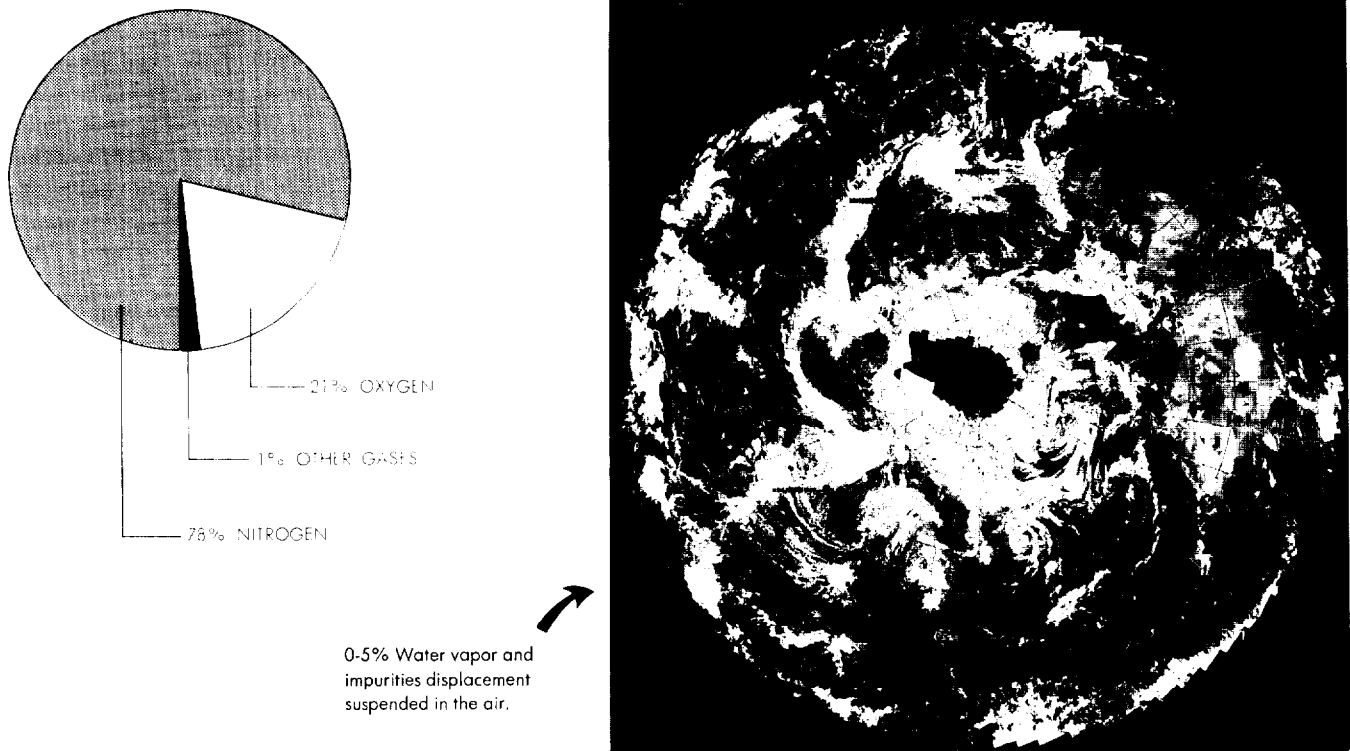 21% OXYGEN
1% OTHER GASES
78% NITROGEN
0-5% Water vapor and
impurities displacement
suspended in the air.